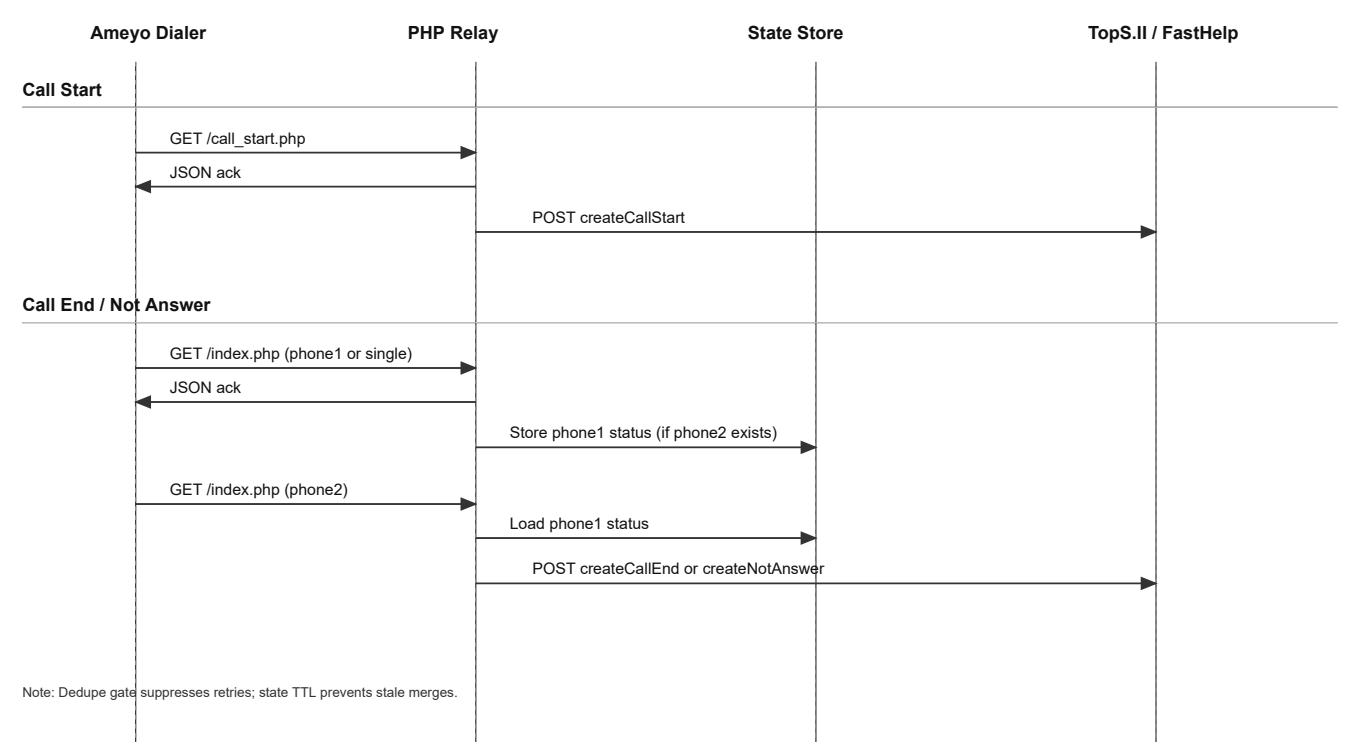 Ameyo Dialer
PHP Relay
State Store
TopS.II / FastHelp
Call Start
GET /call_start.php
JSON ack
POST createCallStart
Call End / Not Answer
GET /index.php (phone1 or single)
JSON ack
Store phone1 status (if phone2 exists)
GET /index.php (phone2)
Load phone1 status
POST createCallEnd or createNotAnswer
Note: Dedupe gate suppresses retries; state TTL prevents stale merges.